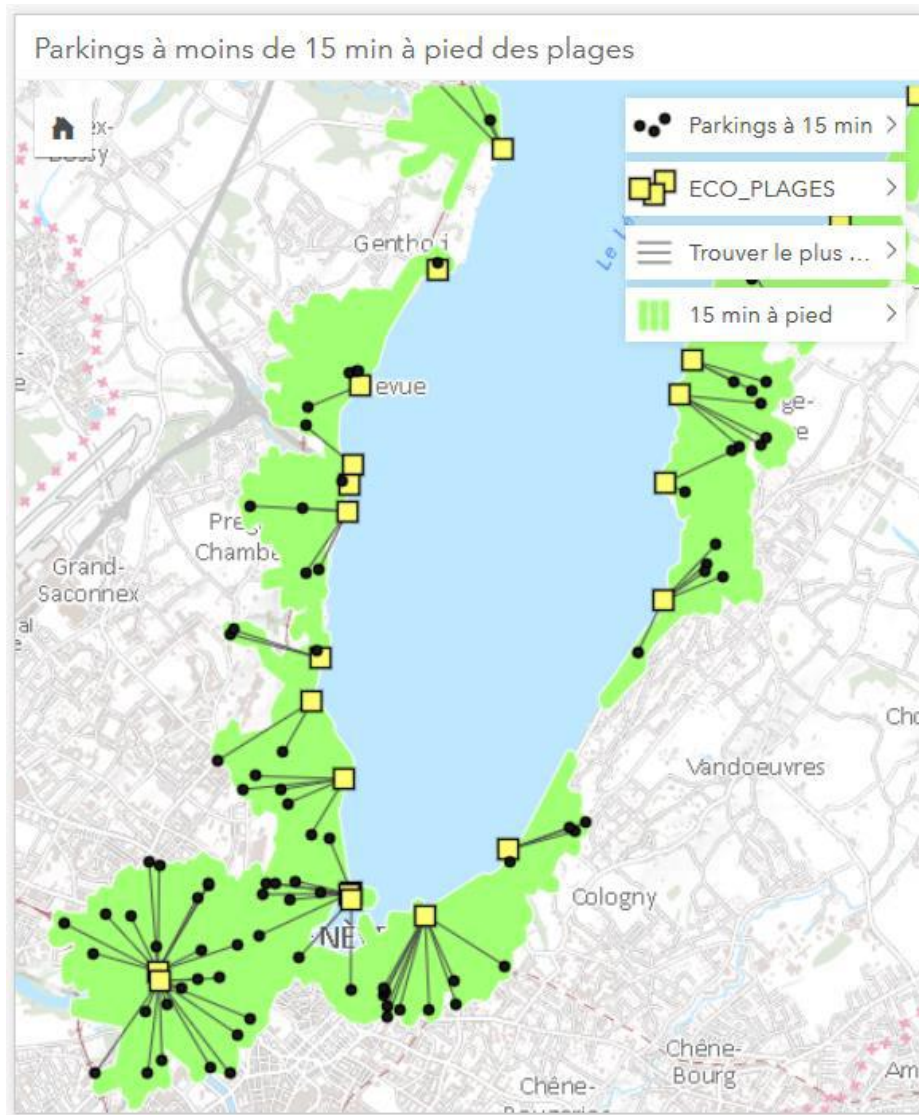 Parkings à moins de 15 min à pied des plages
Parkings à 15 min
ECO_PLAGES
Trouver le plus ...
15 min à pied
Le
Grand-
Saconnex
Vandoeuvres
Cologny
Chêne-
Bourg
Chêne-